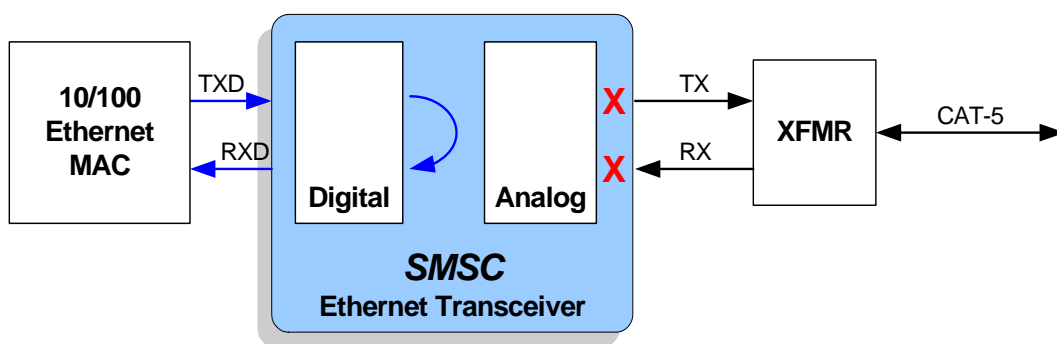 10/100
Ethernet
MAC
TXD
RXD
Digital
Analog
X
X
SMSC
Ethernet Transceiver
TX
RX
XFMR
CAT-5